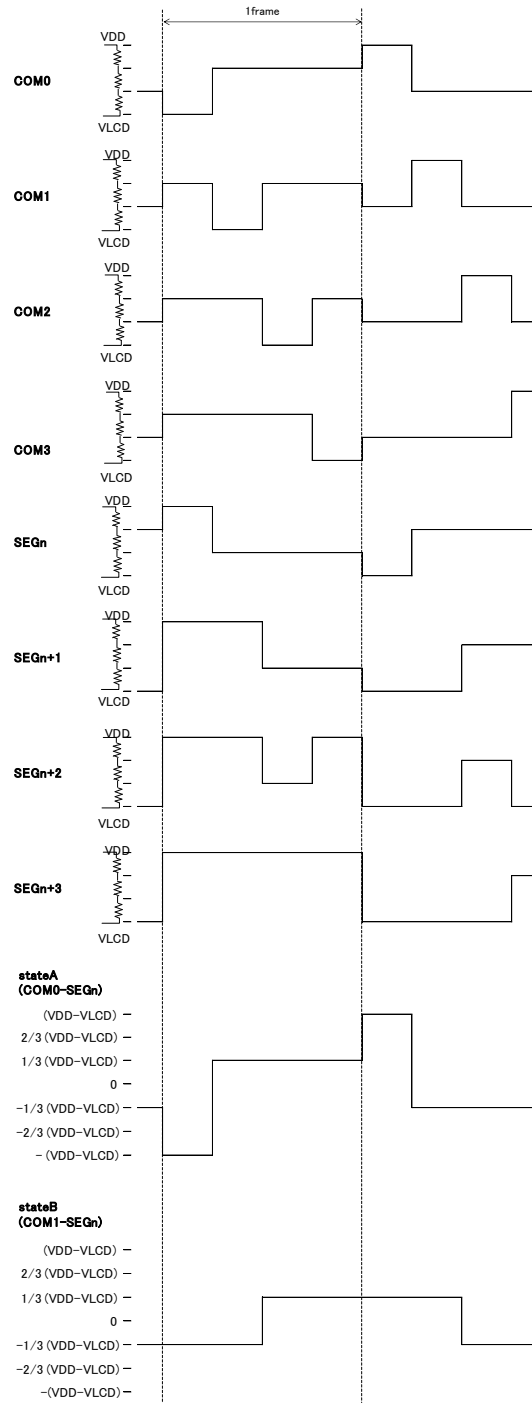 1frame
VDD
COM0
VLCD
VDD
COM1
VLCD
VDD
COM2
VLCD
VDD
COM3
VLCD
VDD
SEGn
VLCD
VDD
SEGn+1
VLCD
VDD
SEGn+2
VLCD
VDD
SEGn+3
VLCD
stateA
(COM0-SEGn)
(VDD-VLCD)
2/3(VDD-VLCD)
1/3(VDD-VLCD)
0
-1/3(VDD-VLCD)
-2/3(VDD-VLCD)
-(VDD-VLCD)
stateB
(COM1-SEGn)
(VDD-VLCD)
2/3(VDD-VLCD)
1/3(VDD-VLCD)
0
-1/3(VDD-VLCD)
-2/3(VDD-VLCD)
-(VDD-VLCD)